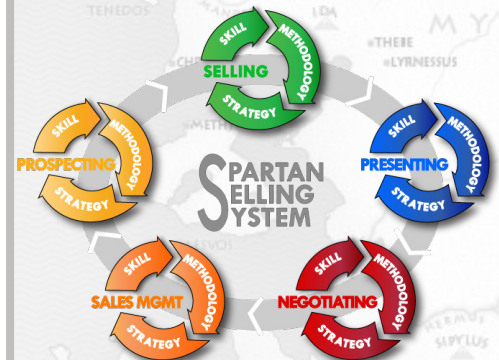 TENEDOS
THEBE
LYRNESSUS
SKILL
METHODOLOGY
STRATEGY
SELLING
SKILL
METHODOLOGY
STRATEGY
PROSPECTING
SPARTAN
SELLING
SYSTEM
SKILL
METHODOLOGY
STRATEGY
PRESENTING
SKILL
METHODOLOGY
STRATEGY
SALES MGMT
SKILL
METHODOLOGY
STRATEGY
NEGOTIATING